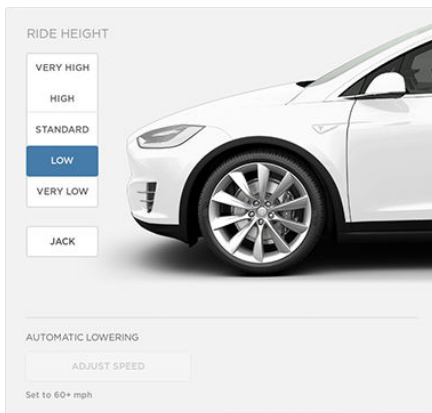 RIDE HEIGHT
VERY HIGH
HIGH
STANDARD
LOW
VERY LOW
JACK
AUTOMATIC LOWERING
ADJUST SPEED
Set to 60+ mph